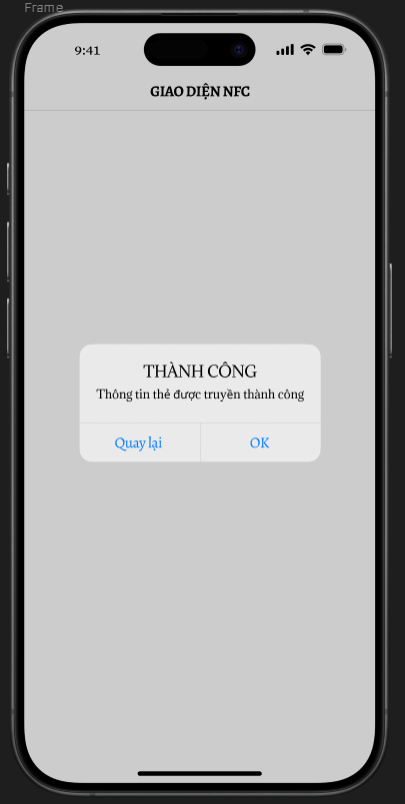 Frame
9:41
GIAO DIỆN NFC
THÀNH CÔNG
Thông tin thẻ được truyền thành công
Quay lại
OK